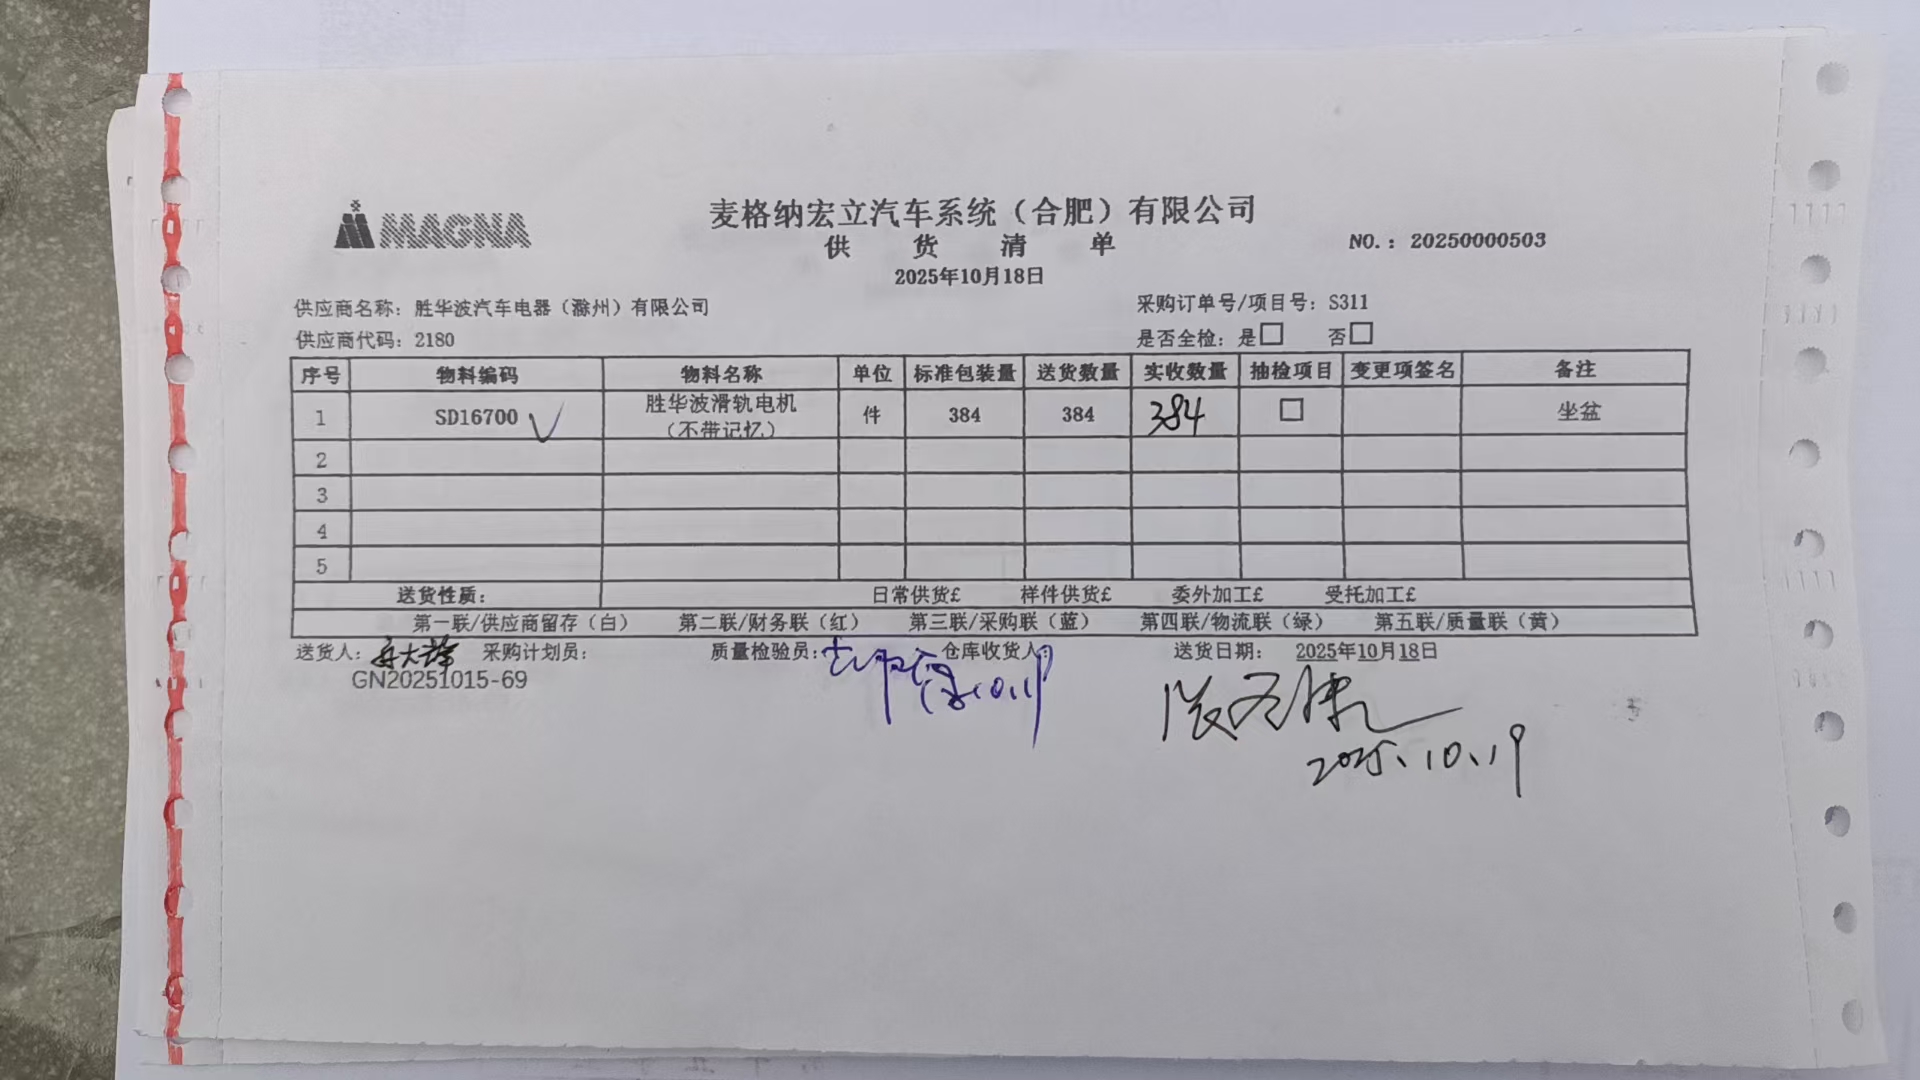 MAGNA
麦格纳宏立汽车系统（合肥）有限公司
供 货 清 单
NO.：20250000503
2025年10月18日
供应商名称：胜华波汽车电器（滁州）有限公司 采购订单号/项目号：S311
供应商代码：2180 是否全检：是□ 否□
序号 物料编码 物料名称 单位 标准包装量 送货数量 实收数量 抽检项目 变更项签名 备注
1 SD16700 胜华波滑轨电机（不带记忆） 件 384 384 384 □ 坐盆
2
3
4
5
送货性质： 日常供货£ 样件供货£ 委外加工£ 受托加工£
第一联/供应商留存（白） 第二联/财务联（红） 第三联/采购联（蓝） 第四联/物流联（绿） 第五联/质量联（黄）
送货人： 采购计划员： 质量检验员： 仓库收货人： 送货日期： 2025年10月18日
GN20251015-69
10.19
2025.10.19